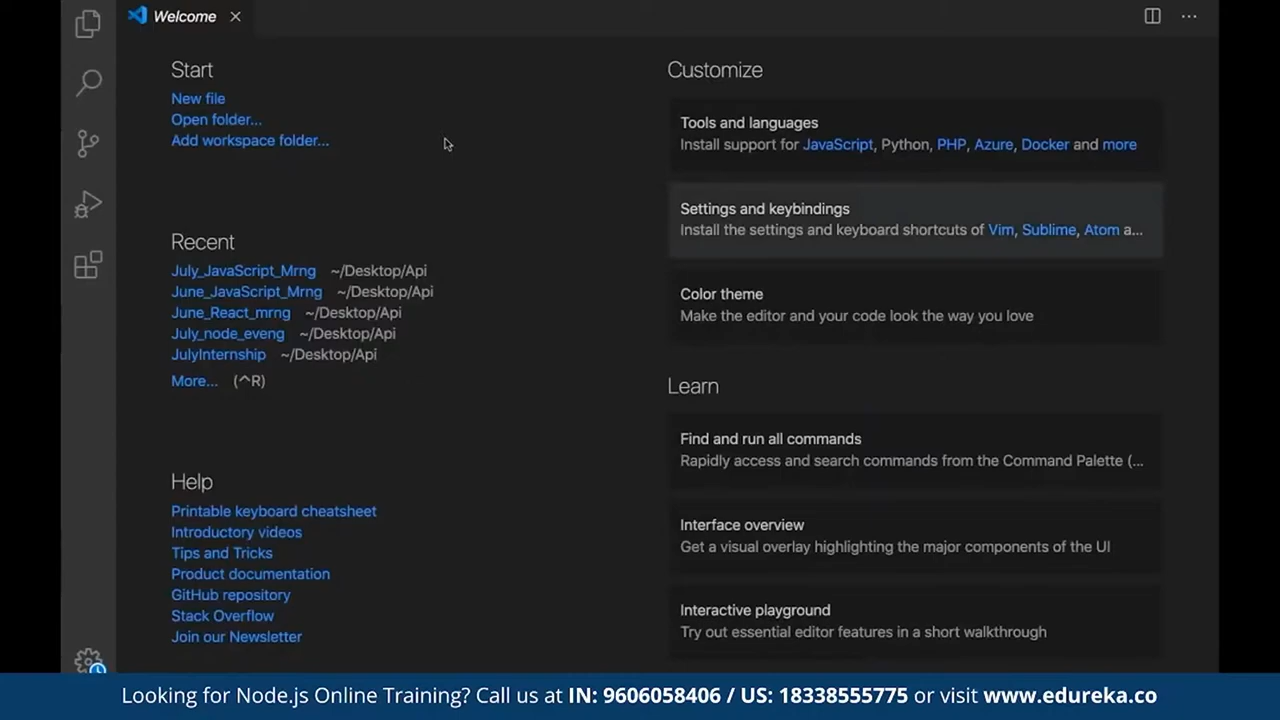 Welcome
Start
New file
Open folder...
Add workspace folder...
Recent
July_JavaScript_Mrng ~/Desktop/Api
June_JavaScript_Mrng ~/Desktop/Api
June_React_mrng ~/Desktop/Api
July_node_eveng ~/Desktop/Api
JulyInternship ~/Desktop/Api
More... (^R)
Help
Printable keyboard cheatsheet
Introductory videos
Tips and Tricks
Product documentation
GitHub repository
Stack Overflow
Join our Newsletter
Customize
Tools and languages
Install support for JavaScript, Python, PHP, Azure, Docker and more
Settings and keybindings
Install the settings and keyboard shortcuts of Vim, Sublime, Atom a...
Color theme
Make the editor and your code look the way you love
Learn
Find and run all commands
Rapidly access and search commands from the Command Palette (...
Interface overview
Get a visual overlay highlighting the major components of the UI
Interactive playground
Try out essential editor features in a short walkthrough
Looking for Node.js Online Training? Call us at IN: 9606058406 / US: 18338555775 or visit www.edureka.co